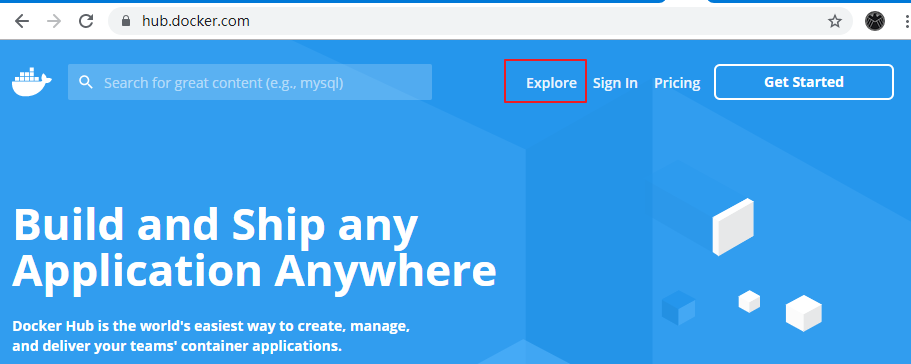 hub.docker.com
Search for great content (e.g., mysql)
Explore
Sign In
Pricing
Get Started
Build and Ship any
Application Anywhere
Docker Hub is the world's easiest way to create, manage,
and deliver your teams' container applications.